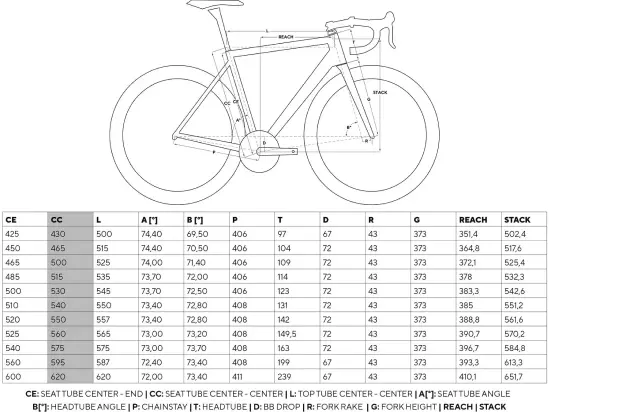 L
REACH
T
STACK
CC CE
G
A°
B°
D
R
P
CE CC L A [°] B [°] P T D R G REACH STACK
425 430 500 74,40 69,50 406 97 67 43 373 351,4 502,4
450 465 515 74,40 70,50 406 104 72 43 373 364,8 517,6
465 500 525 74,00 71,40 406 109 72 43 373 372,1 525,4
485 515 535 73,70 72,00 406 114 72 43 373 378 532,3
500 530 545 73,70 72,50 406 123 72 43 373 383,3 542,6
510 540 550 73,40 72,80 408 131 72 43 373 385 551,2
520 550 557 73,40 72,80 408 142 72 43 373 388,8 561,6
525 560 565 73,00 73,20 408 149,5 72 43 373 390,7 570,2
540 575 575 73,00 73,70 408 163 72 43 373 396,7 584,8
560 595 587 72,40 73,40 408 199 67 43 373 393,3 613,3
600 620 620 72,00 73,40 411 239 67 43 373 410,1 651,7
CE: SEAT TUBE CENTER - END | CC: SEAT TUBE CENTER - CENTER | L: TOP TUBE CENTER - CENTER | A[°]: SEAT TUBE ANGLE
B[°]: HEADTUBE ANGLE | P: CHAINSTAY | T: HEADTUBE | D: BB DROP | R: FORK RAKE | G: FORK HEIGHT | REACH | STACK